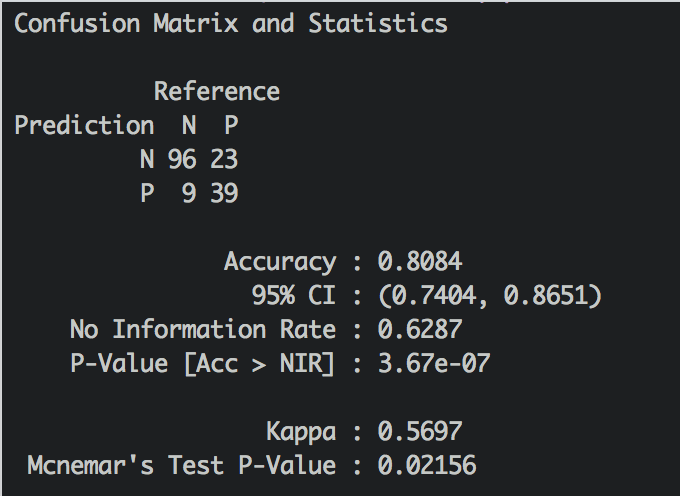 Confusion Matrix and Statistics
Reference
Prediction N P
N 96 23
P 9 39
Accuracy : 0.8084
95% CI : (0.7404, 0.8651)
No Information Rate : 0.6287
P-Value [Acc > NIR] : 3.67e-07
Kappa : 0.5697
Mcnemar's Test P-Value : 0.02156